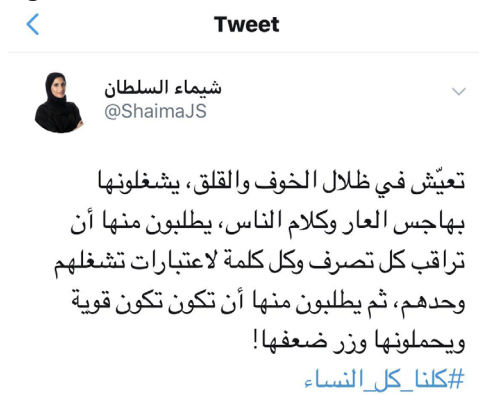 Tweet
شيماء السلطان
@ShaimaJS
تعيّش في ظلال الخوف والقلق، يشغلونها
بهاجس العار وكلام الناس، يطلبون منها أن
تراقب كل تصرف وكل كلمة لاعتبارات تشغلهم
وحدهم، ثم يطلبون منها أن تكون تكون قوية
ويحملونها وزر ضعفها!
#كلنا_كل_النساء